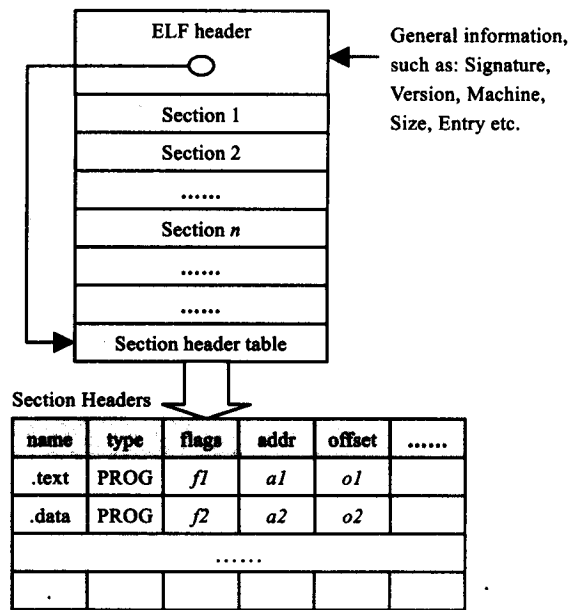 ELF header
General information,
such as: Signature,
Version, Machine,
Size, Entry etc.
Section 1
Section 2
......
Section n
......
......
Section header table
Section Headers
name type flags addr offset ......
.text PROG f1 a1 o1
.data PROG f2 a2 o2
......